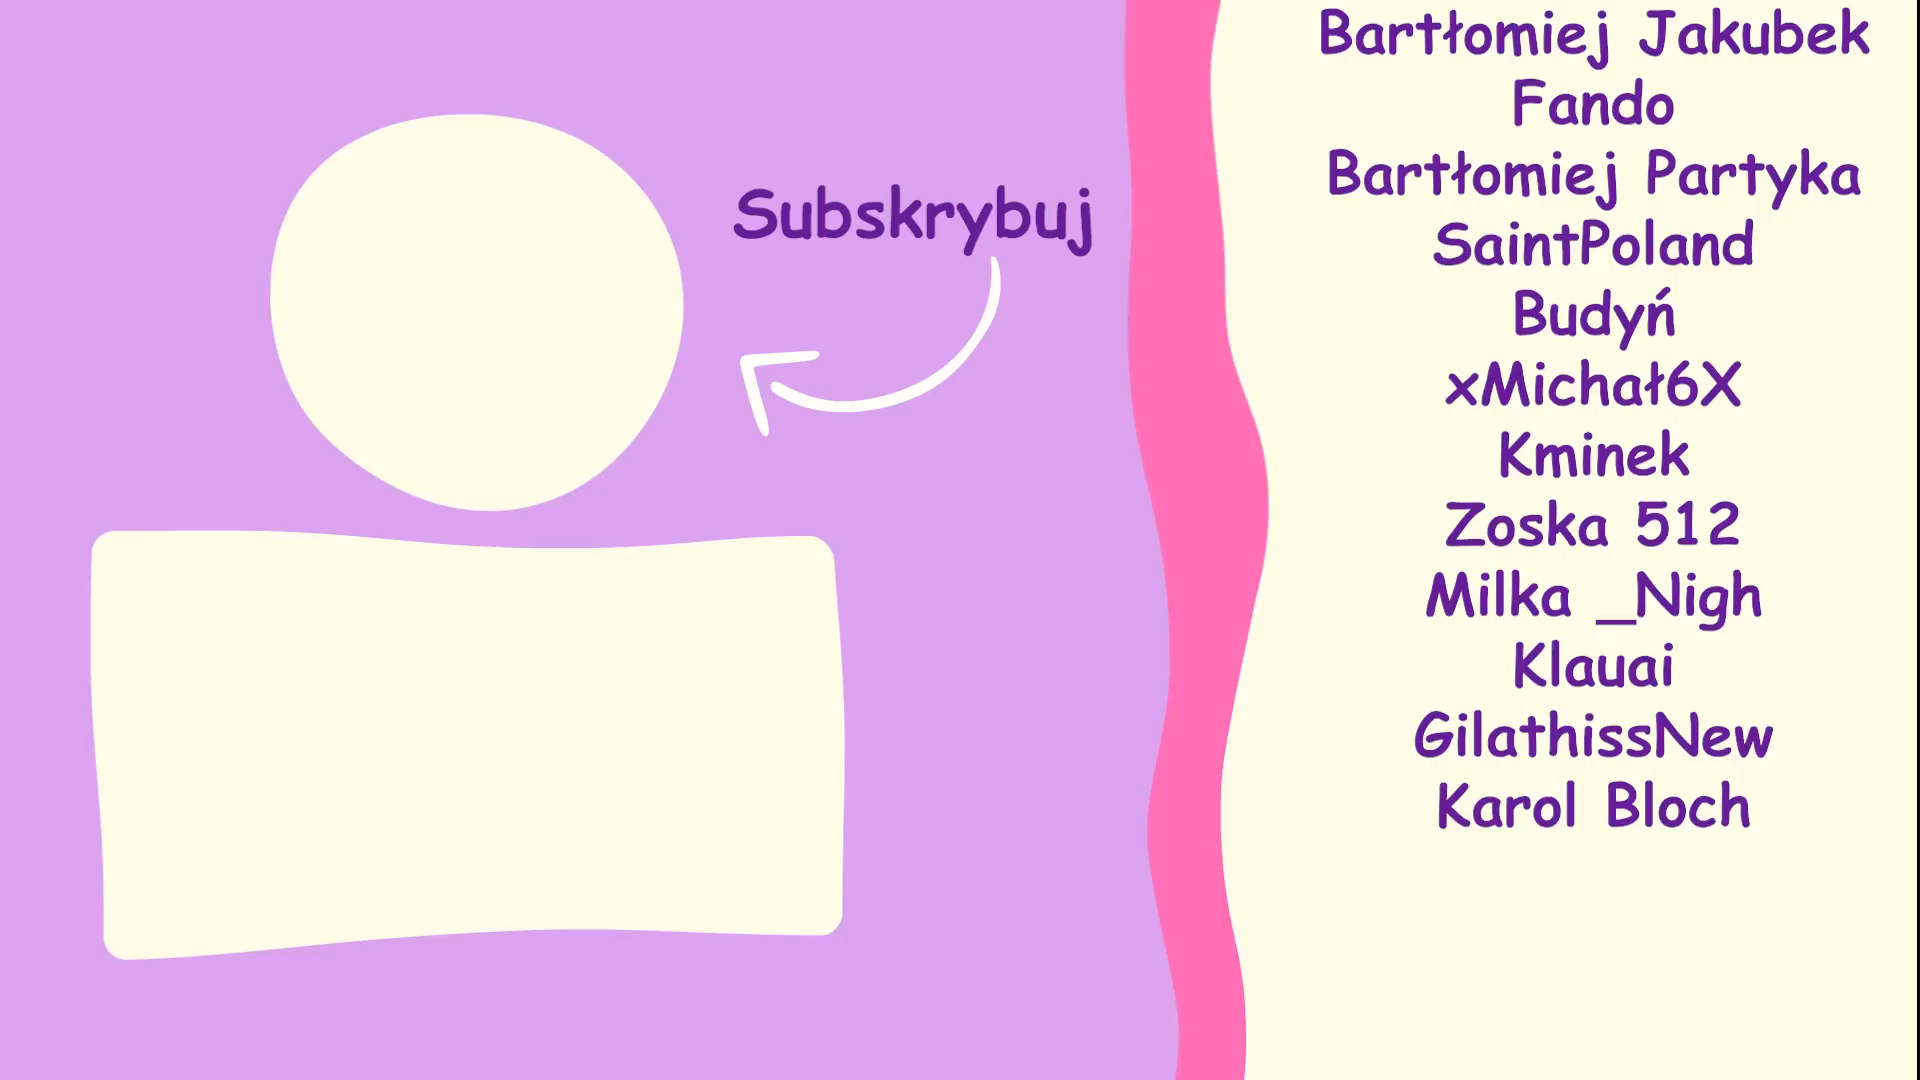 Subskrybuj
Bartłomiej Jakubek
Fando
Bartłomiej Partyka
SaintPoland
Budyń
xMichał6X
Kminek
Zoska 512
Milka _Nigh
Klauai
GilathissNew
Karol Bloch